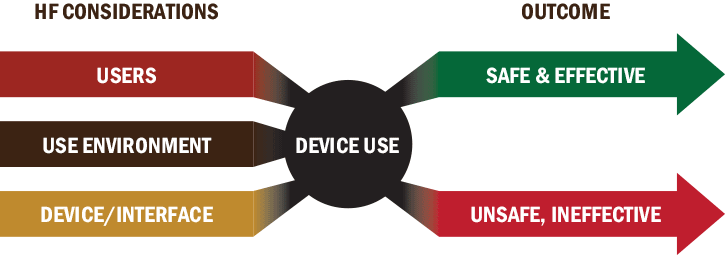 HF CONSIDERATIONS
OUTCOME
USERS
SAFE & EFFECTIVE
USE ENVIRONMENT
DEVICE USE
DEVICE/INTERFACE
UNSAFE, INEFFECTIVE